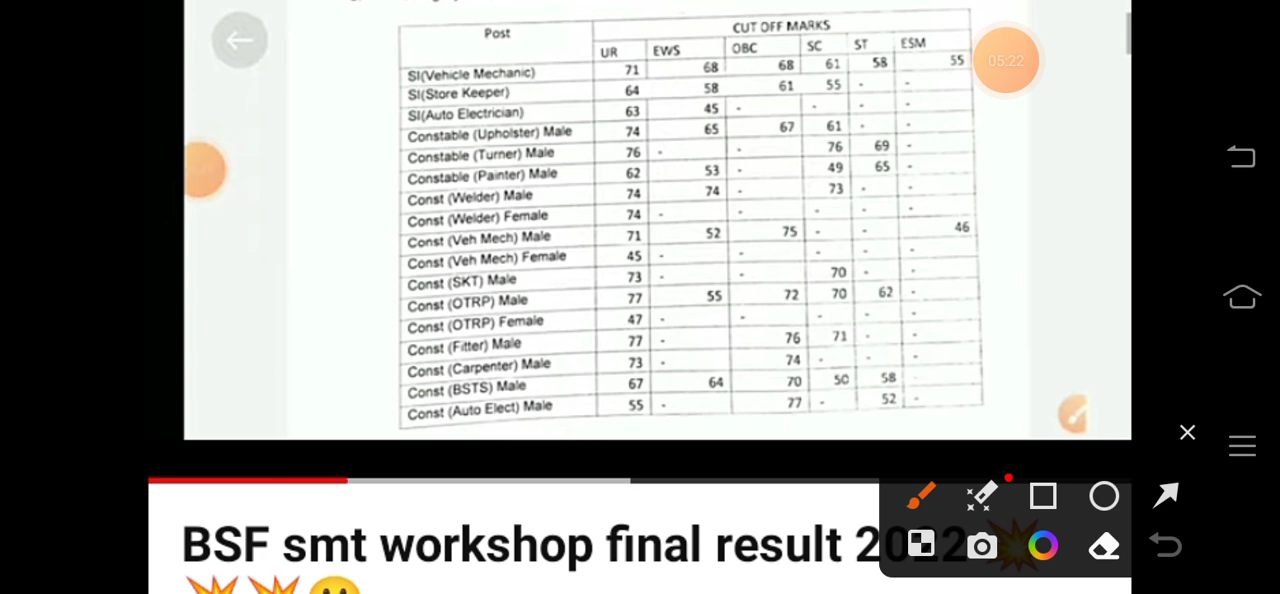 Post CUT OFF MARKS
UR EWS OBC SC ST ESM
SI(Vehicle Mechanic) 71 68 68 61 58 55
SI(Store Keeper) 64 58 61 55 - -
SI(Auto Electrician) 63 45 - - - -
Constable (Upholster) Male 74 65 67 61 - -
Constable (Turner) Male 76 - - 76 69 -
Constable (Painter) Male 62 53 - 49 65 -
Const (Welder) Male 74 74 - 73 - -
Const (Welder) Female 74 - - - - -
Const (Veh Mech) Male 71 52 75 - - 46
Const (Veh Mech) Female 45 - - - - -
Const (SKT) Male 73 - - 70 - -
Const (OTRP) Male 77 55 72 70 62 -
Const (OTRP) Female 47 - - - - -
Const (Fitter) Male 77 - 76 71 - -
Const (Carpenter) Male 73 - 74 - - -
Const (BSTS) Male 67 64 70 50 58
Const (Auto Elect) Male 55 - 77 - 52 -
05:22
BSF smt workshop final result 2022